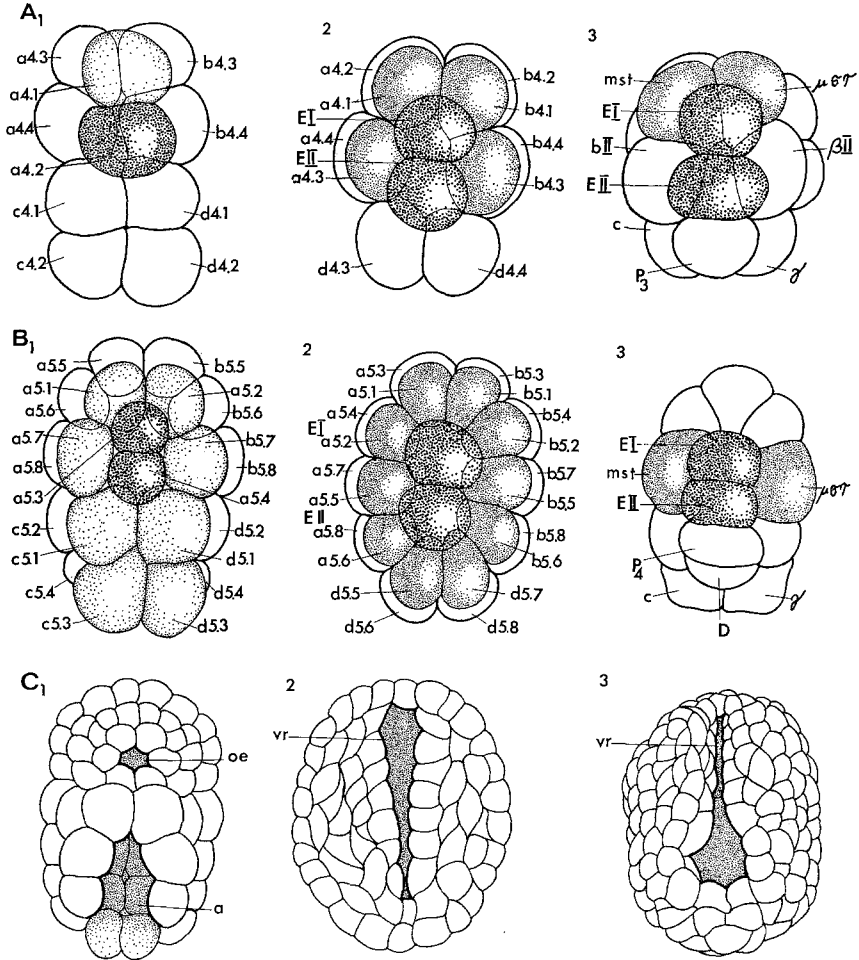 A1
a4.3
b4.3
a4.1
a4.4
b4.4
a4.2
c4.1
d4.1
c4.2
d4.2
2
a4.2
b4.2
a4.1
b4.1
EI
a4.4
b4.4
EII
a4.3
b4.3
d4.3
d4.4
3
mst
μστ
EI
bII
βII
EII
c
P3
γ
B1
a5.5
b5.5
a5.1
a5.2
a5.6
b5.6
a5.7
b5.7
a5.8
b5.8
a5.3
a5.4
c5.2
d5.2
c5.1
d5.1
c5.4
d5.4
c5.3
d5.3
2
a5.3
b5.3
a5.1
b5.1
a5.4
b5.4
EI
a5.2
b5.2
a5.7
b5.7
a5.5
b5.5
EII
a5.8
b5.8
a5.6
b5.6
d5.5
d5.7
d5.6
d5.8
3
EI
mst
μστ
EII
P4
c
γ
D
C1
oe
a
2
vr
3
vr